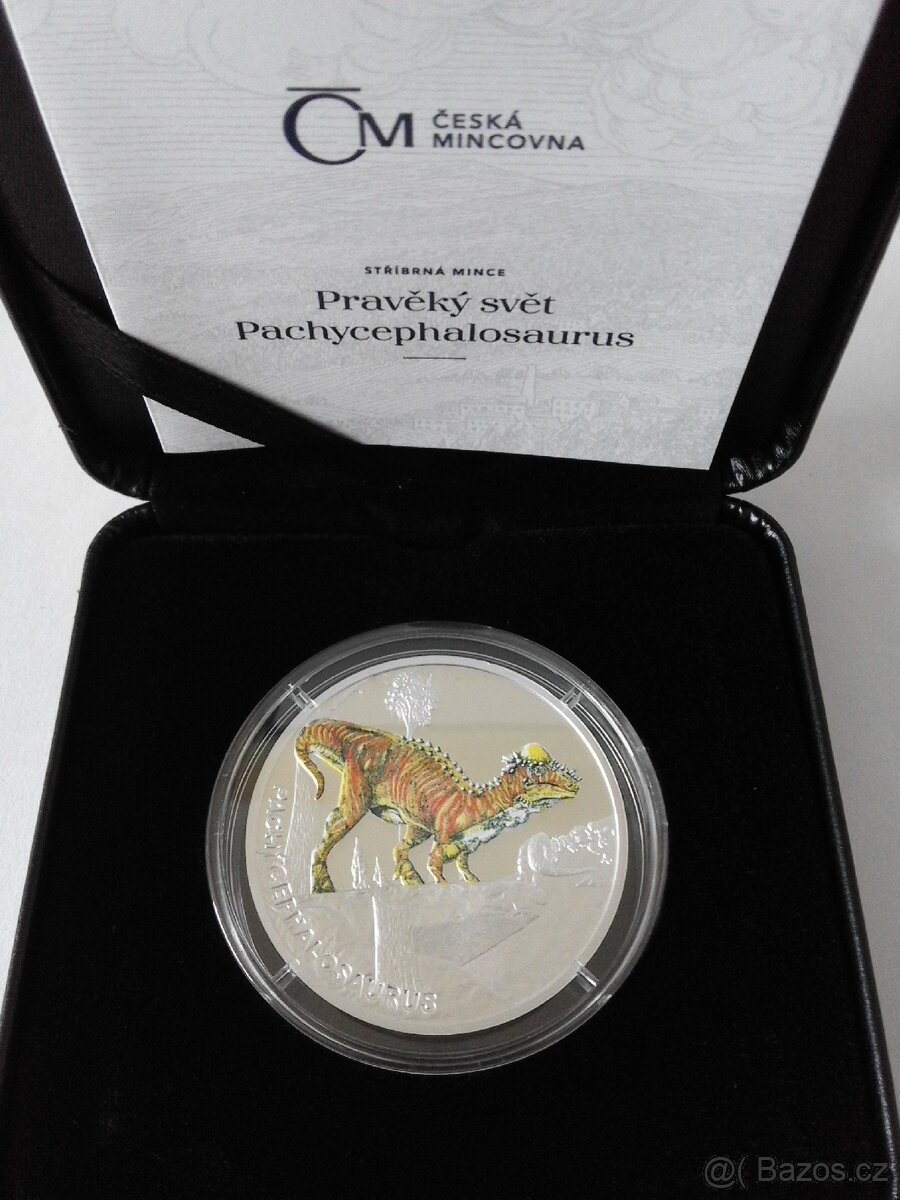 ČM ČESKÁ
MINCOVNA
STŘÍBRNÁ MINCE
Pravěký svět
Pachycephalosaurus
PACHYCEPHALOSAURUS
@( Bazos.cz